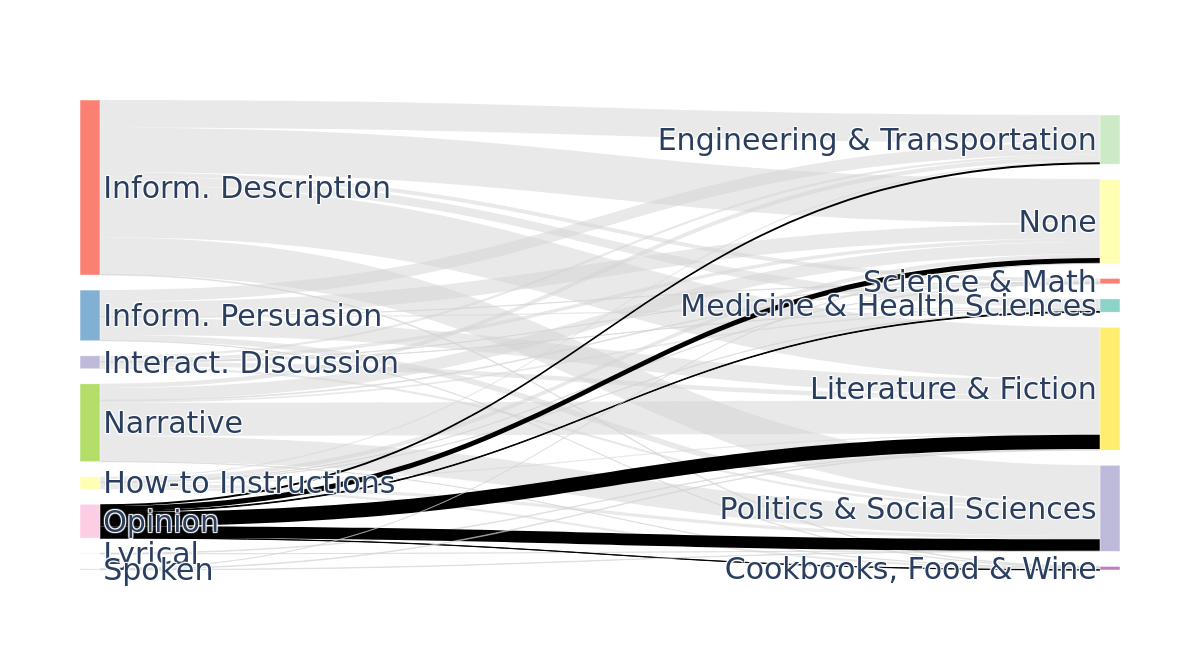 Inform. Description
Inform. Persuasion
Interact. Discussion
Narrative
How-to Instructions
Opinion
Lyrical
Spoken
Engineering & Transportation
None
Science & Math
Medicine & Health Sciences
Literature & Fiction
Politics & Social Sciences
Cookbooks, Food & Wine